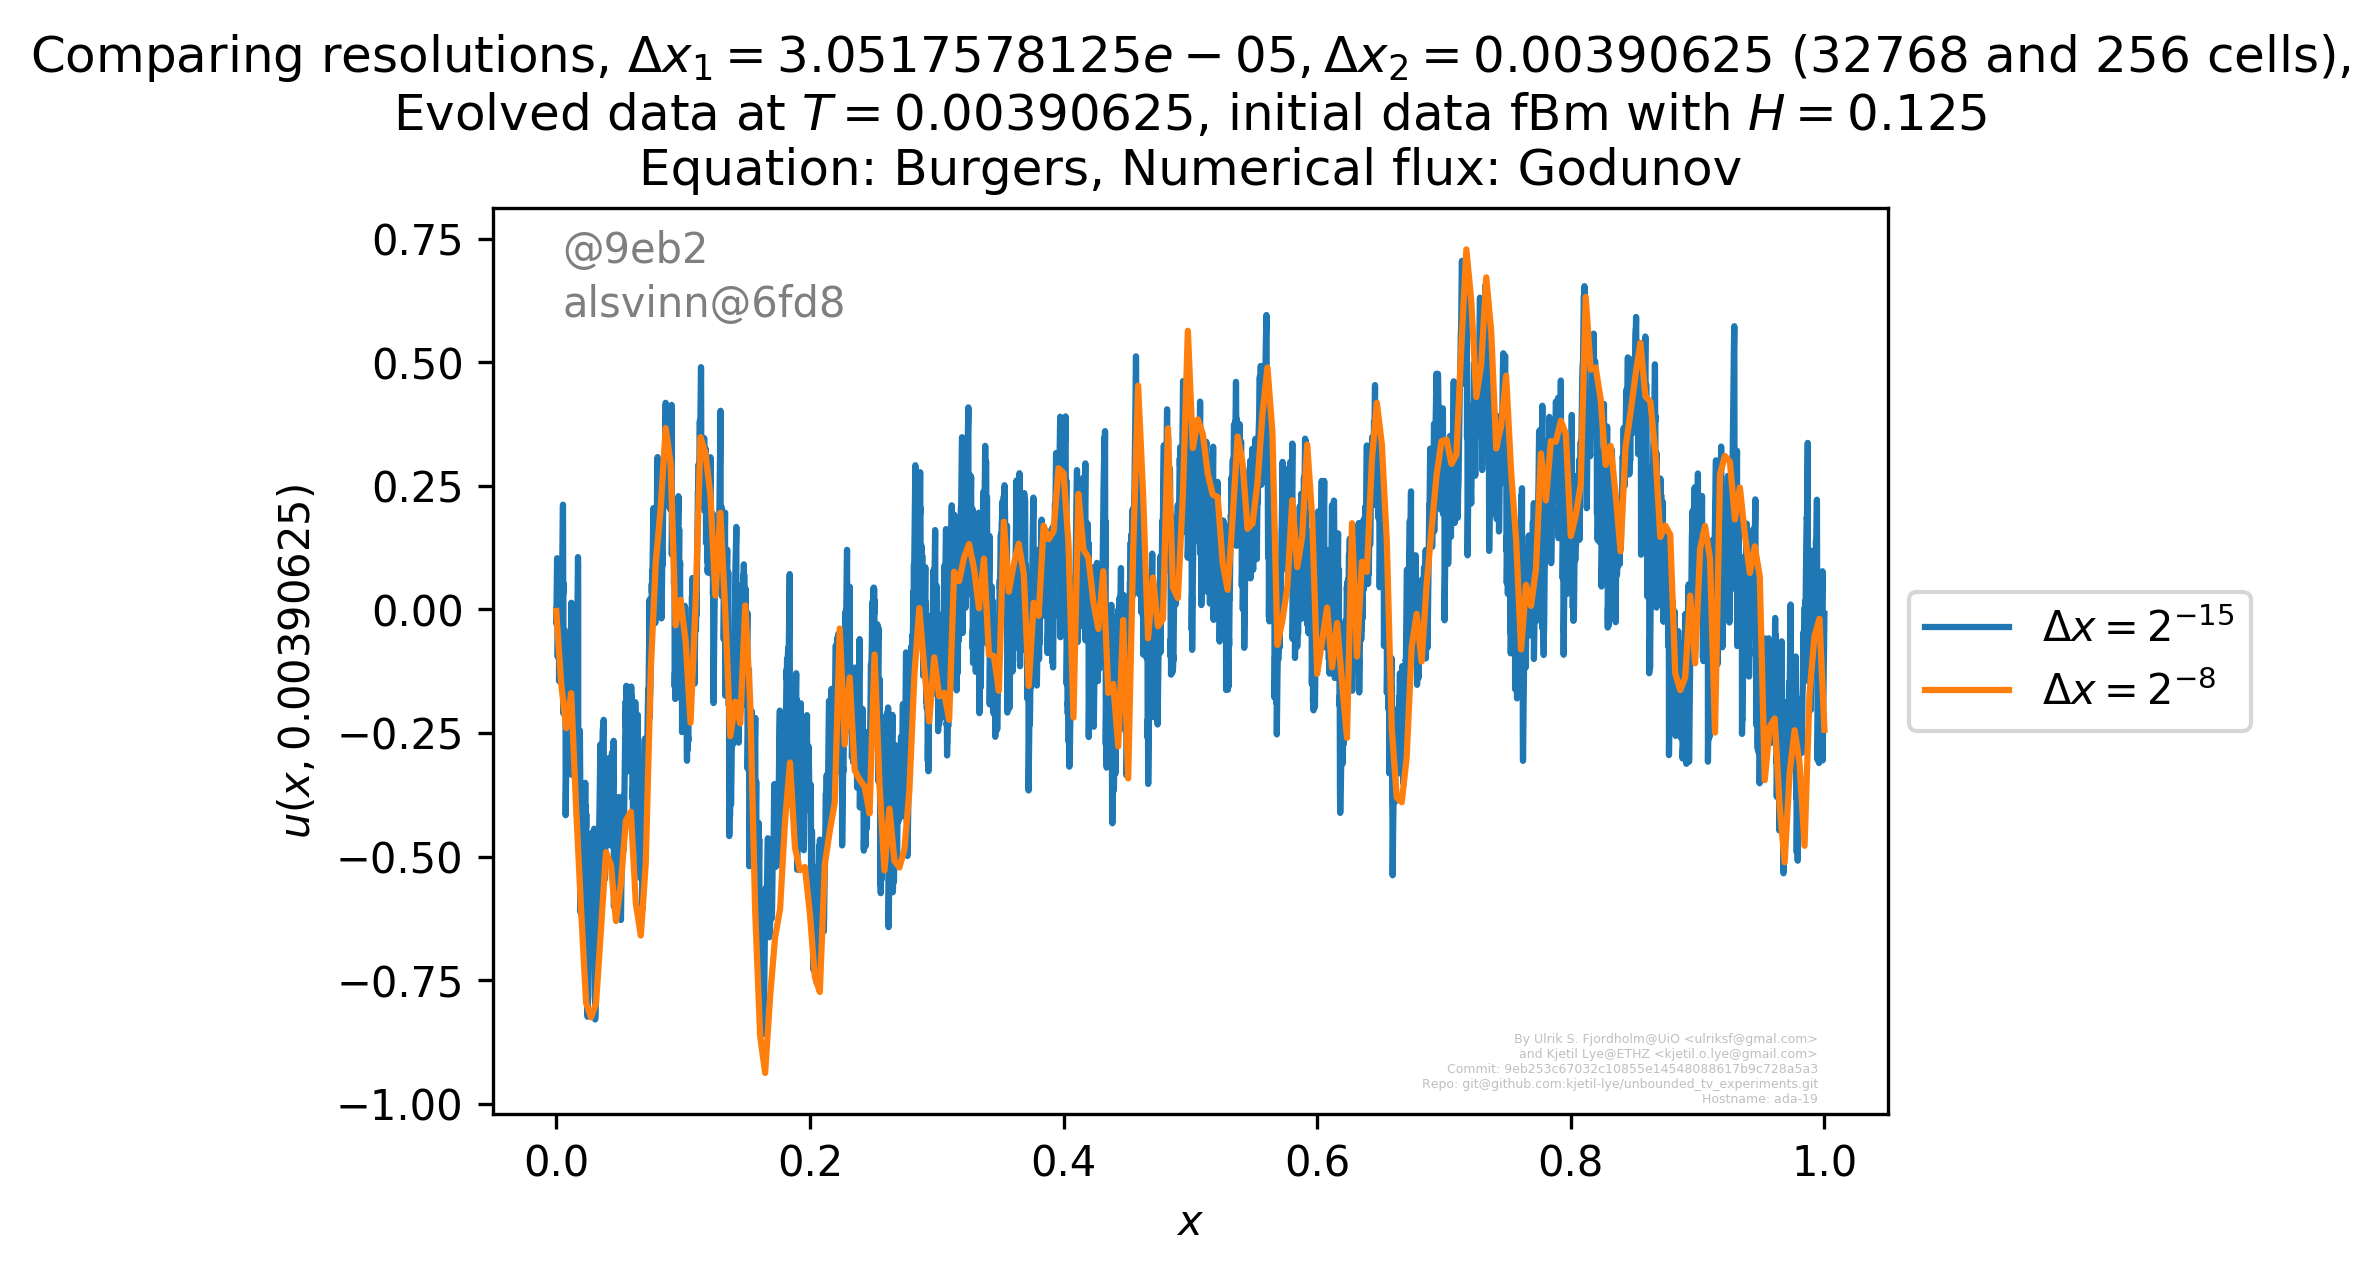 Comparing resolutions, Δx₁ = 3.0517578125e − 05, Δx₂ = 0.00390625 (32768 and 256 cells),
Evolved data at T = 0.00390625, initial data fBm with H = 0.125
Equation: Burgers, Numerical flux: Godunov
@9eb2
alsvinn@6fd8
0.75
0.50
0.25
0.00
−0.25
−0.50
−0.75
−1.00
u(x, 0.00390625)
Δx = 2⁻¹⁵
Δx = 2⁻⁸
By Ulrik S. Fjordholm@UiO <ulriksf@gmal.com>
and Kjetil Lye@ETHZ <kjetil.o.lye@gmail.com>
Commit: 9eb253c67032c10855e14548088617b9c728a5a3
Repo: git@github.com:kjetil-lye/unbounded_tv_experiments.git
Hostname: ada-19
0.0 0.2 0.4 0.6 0.8 1.0
x